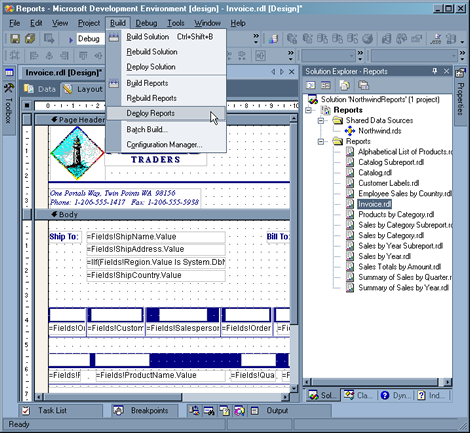 Reports - Microsoft Development Environment [design] - Invoice.rdl [Design]*
File Edit View Project Build Debug Tools Window Help
Debug
Build Solution Ctrl+Shift+B
Rebuild Solution
Deploy Solution
Build Reports
Rebuild Reports
Deploy Reports
Batch Build...
Configuration Manager...
Toolbox
Invoice.rdl [Design]*
Data Layout
Page Header
TRADERS
One Portals Way, Twin Points WA 98156
Phone: 1-206-555-1417 Fax: 1-206-555-5938
Body
Ship To: =Fields!ShipName.Value Bill To:
=Fields!ShipAddress.Value
=IIf(Fields!Region.Value Is System.DbN
=Fields!ShipCountry.Value
=Fields!O =Fields!Custom =Fields!Salesperson =Fields!Order =Fi
=Fields!P =Fields!ProductName.Value =Fields!Qua =Fi
Solution Explorer - Reports
Solution 'NorthwindReports' (1 project)
Reports
Shared Data Sources
Northwind.rds
Reports
Alphabetical List of Products.rdl
Catalog Subreport.rdl
Catalog.rdl
Customer Labels.rdl
Employee Sales by Country.rdl
Invoice.rdl
Products by Category.rdl
Sales by Category Subreport.rdl
Sales by Category.rdl
Sales by Year Subreport.rdl
Sales by Year.rdl
Sales Totals by Amount.rdl
Summary of Sales by Quarter.rdl
Summary of Sales by Year.rdl
Sol... Cla... Dyn... Ind...
Task List Breakpoints Output